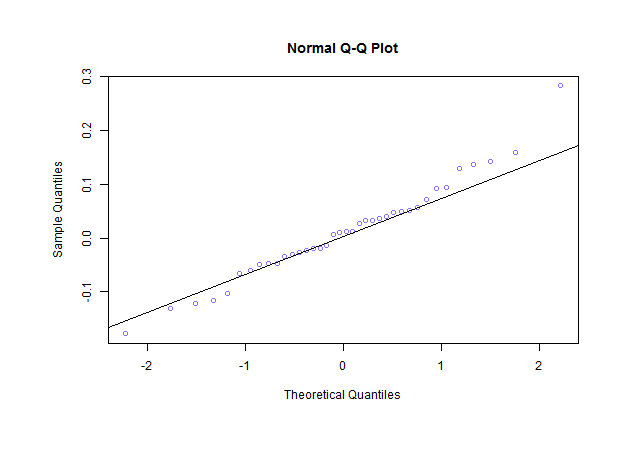 Normal Q-Q Plot
0.3
0.2
0.1
0.0
-0.1
Sample Quantiles
-2 -1 0 1 2
Theoretical Quantiles